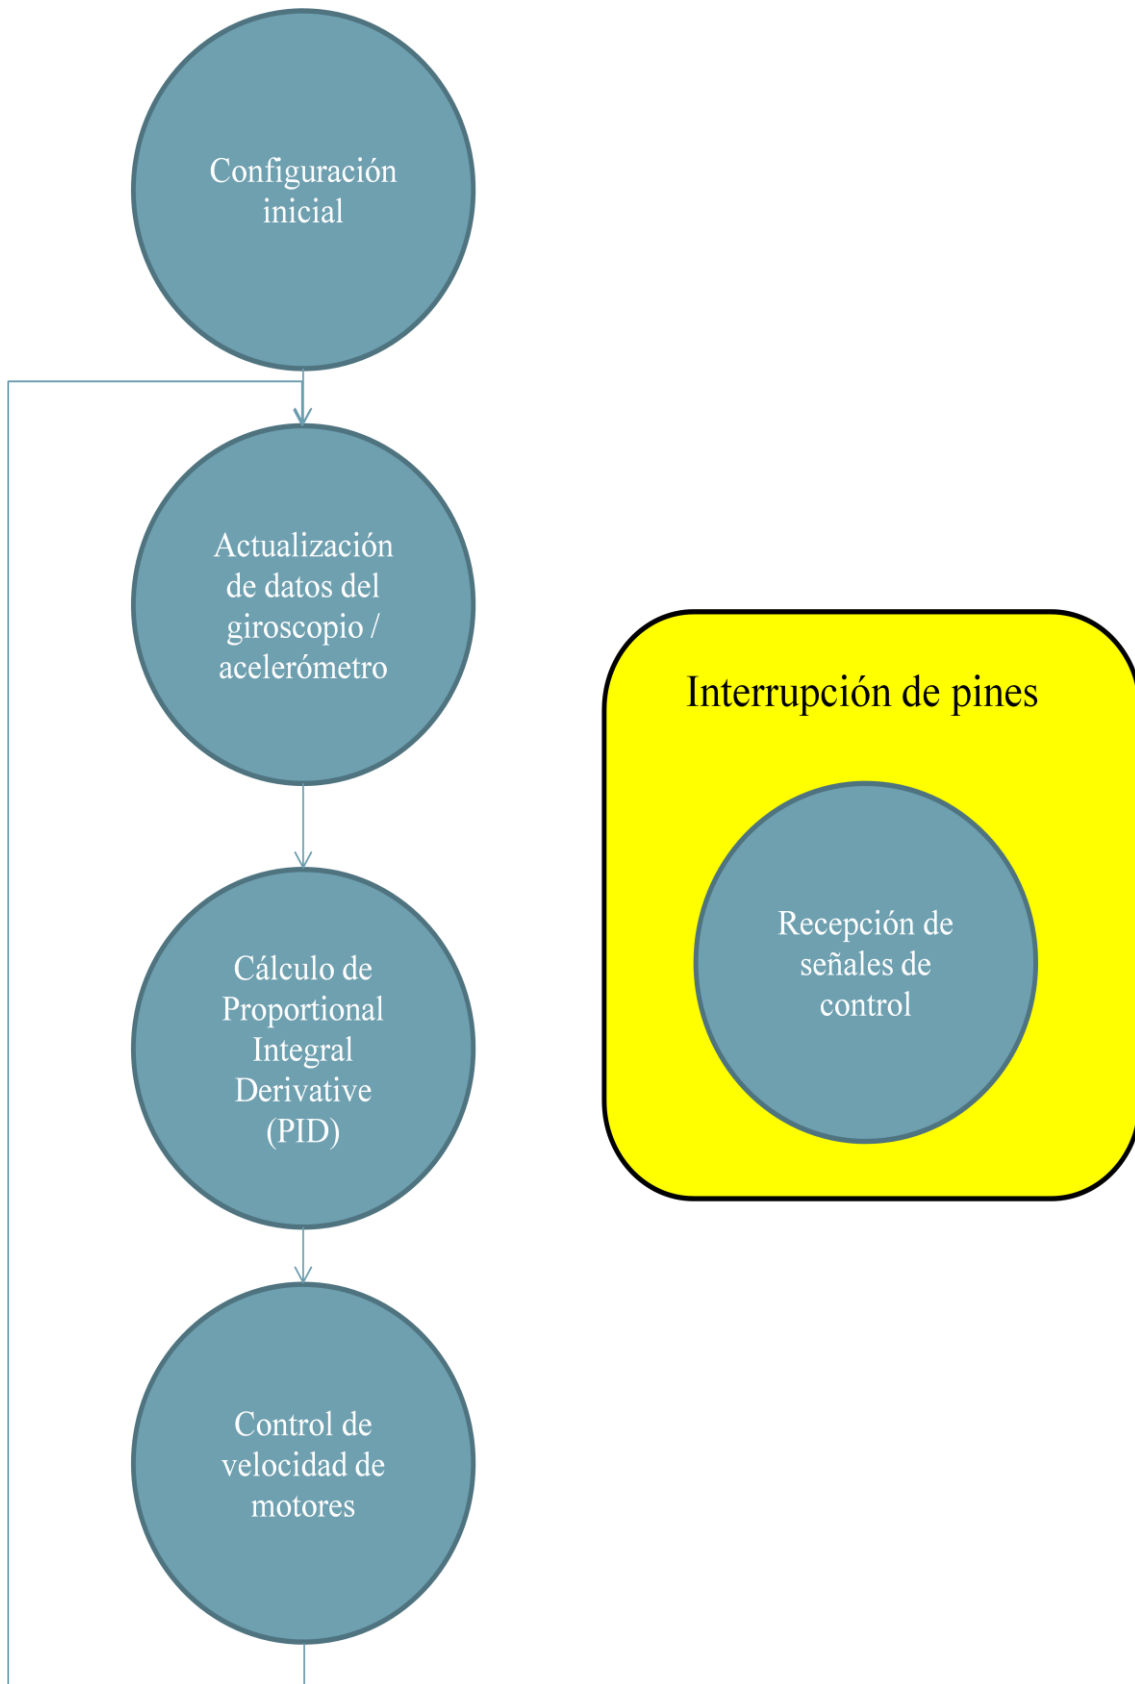 Configuración
inicial
Actualización
de datos del
giroscopio /
acelerómetro
Cálculo de
Proportional
Integral
Derivative
(PID)
Control de
velocidad de
motores
Interrupción de pines
Recepción de
señales de
control